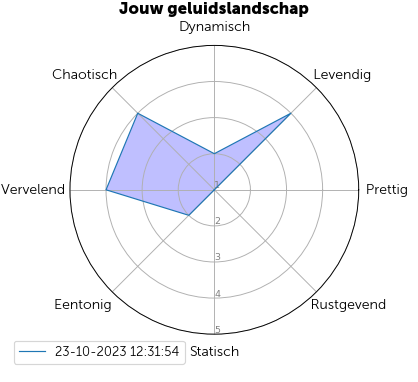 Jouw geluidslandschap
Dynamisch
Chaotisch
Levendig
Vervelend
1
Prettig
2
3
4
Eentonig
Rustgevend
5
23-10-2023 12:31:54
Statisch